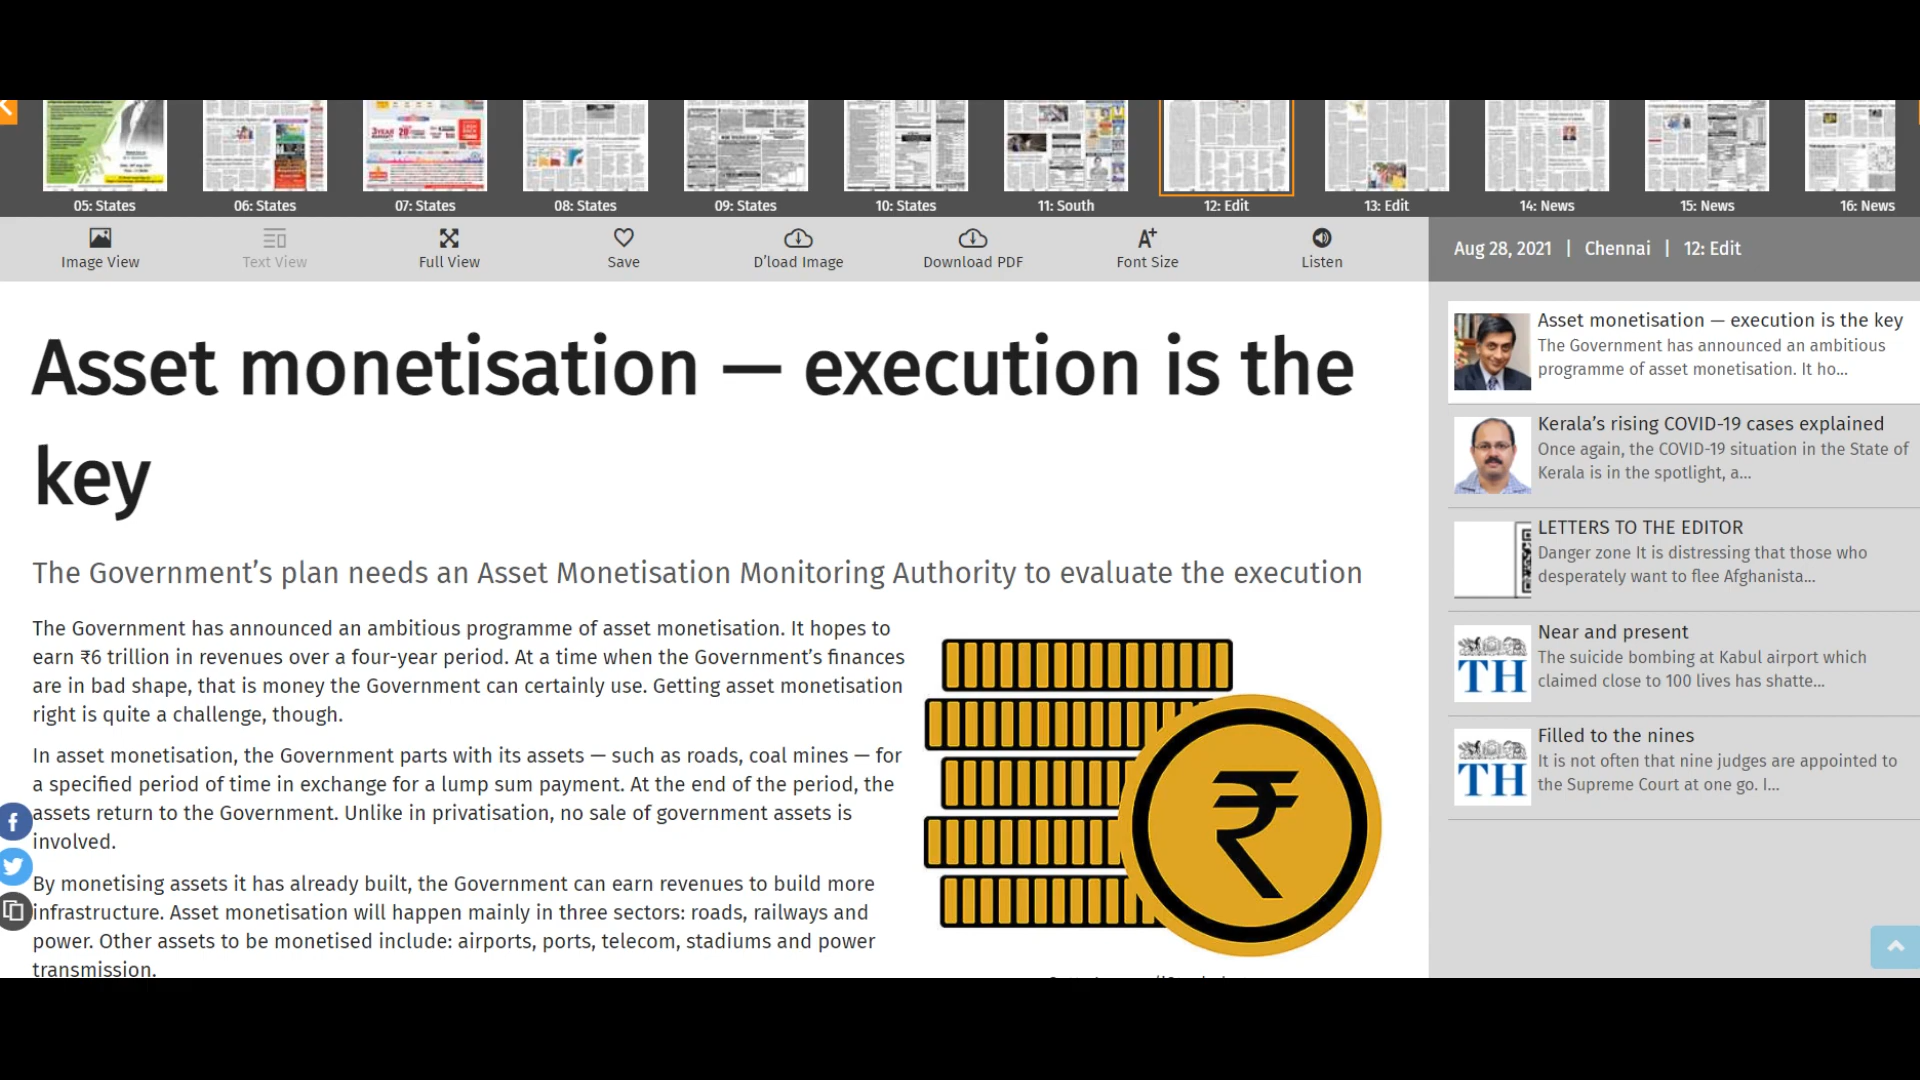 05: States
06: States
07: States
08: States
09: States
10: States
11: South
12: Edit
13: Edit
14: News
15: News
16: News
Image View
Text View
Full View
Save
D'load Image
Download PDF
Font Size
Listen
Aug 28, 2021 | Chennai | 12: Edit
Asset monetisation — execution is the
key
The Government's plan needs an Asset Monetisation Monitoring Authority to evaluate the execution
The Government has announced an ambitious programme of asset monetisation. It hopes to
earn ₹6 trillion in revenues over a four-year period. At a time when the Government's finances
are in bad shape, that is money the Government can certainly use. Getting asset monetisation
right is quite a challenge, though.
In asset monetisation, the Government parts with its assets — such as roads, coal mines — for
a specified period of time in exchange for a lump sum payment. At the end of the period, the
assets return to the Government. Unlike in privatisation, no sale of government assets is
involved.
By monetising assets it has already built, the Government can earn revenues to build more
infrastructure. Asset monetisation will happen mainly in three sectors: roads, railways and
power. Other assets to be monetised include: airports, ports, telecom, stadiums and power
transmission.
₹
Asset monetisation — execution is the key
The Government has announced an ambitious
programme of asset monetisation. It ho...
Kerala's rising COVID-19 cases explained
Once again, the COVID-19 situation in the State of
Kerala is in the spotlight, a...
LETTERS TO THE EDITOR
Danger zone It is distressing that those who
desperately want to flee Afghanista...
TH
Near and present
The suicide bombing at Kabul airport which
claimed close to 100 lives has shatte...
TH
Filled to the nines
It is not often that nine judges are appointed to
the Supreme Court at one go. I...